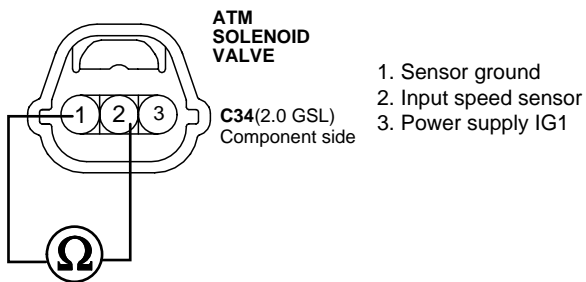 ATM
SOLENOID
VALVE
1 2 3
C34(2.0 GSL)
Component side
1. Sensor ground
2. Input speed sensor
3. Power supply IG1
Ω